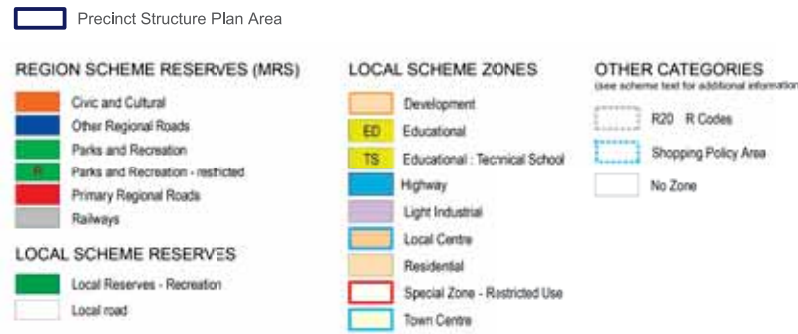 Precinct Structure Plan Area
REGION SCHEME RESERVES (MRS)
Civic and Cultural
Other Regional Roads
Parks and Recreation
R
Parks and Recreation - restricted
Primary Regional Roads
Railways
LOCAL SCHEME RESERVES
Local Reserves - Recreation
Local road
LOCAL SCHEME ZONES
Development
ED Educational
TS Educational : Technical School
Highway
Light Industrial
Local Centre
Residential
Special Zone - Restricted Use
Town Centre
OTHER CATEGORIES
(see scheme text for additional information
R20 R Codes
Shopping Policy Area
No Zone